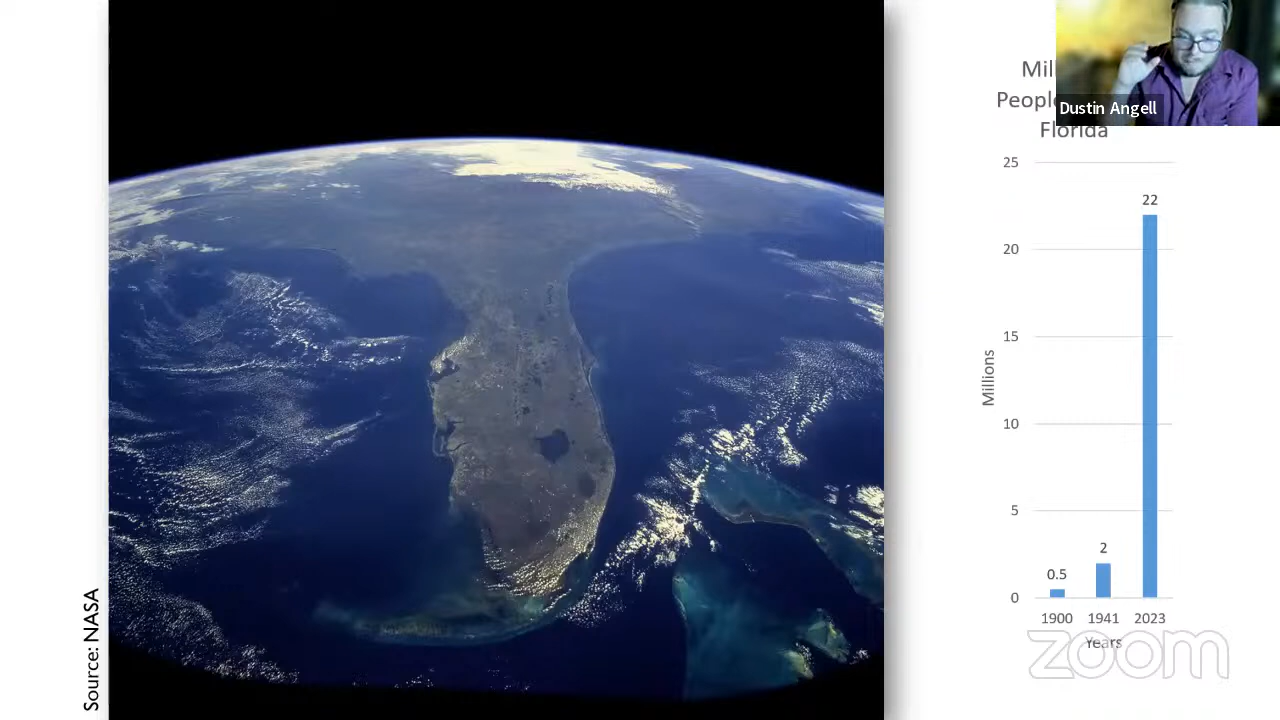 Mil
Peopl
Florida
Dustin Angell
25
20
15
10
5
0
Millions
22
2
0.5
1900 1941 2023
Years
zoom
Source: NASA